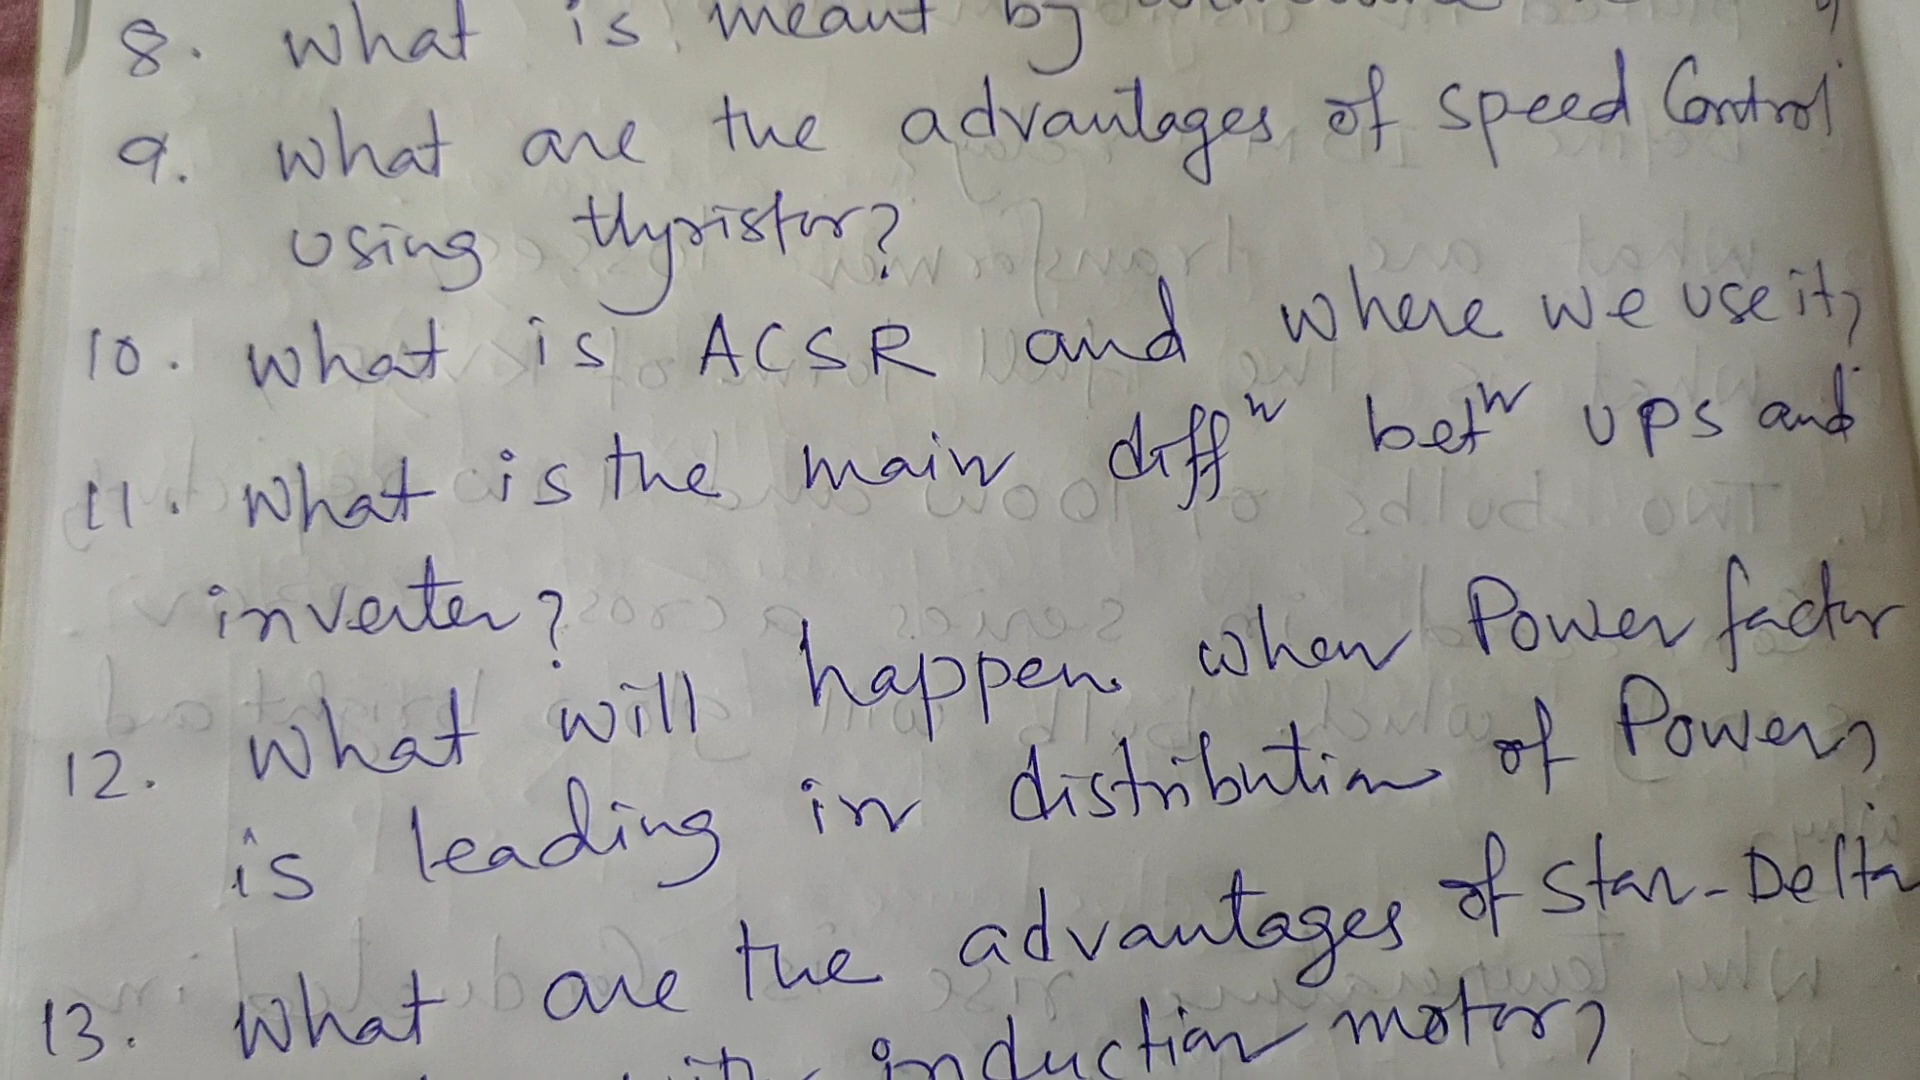 8. What is meant by
9. What are the advantages of speed Control
using thyristor?
10. What is ACSR and where we use it?
11. What is the main diffⁿ betⁿ UPS and
inverter?
12. What will happen when Power factor
is leading in distribution of Power?
13. What are the advantages of Star-Delta
with induction motor?